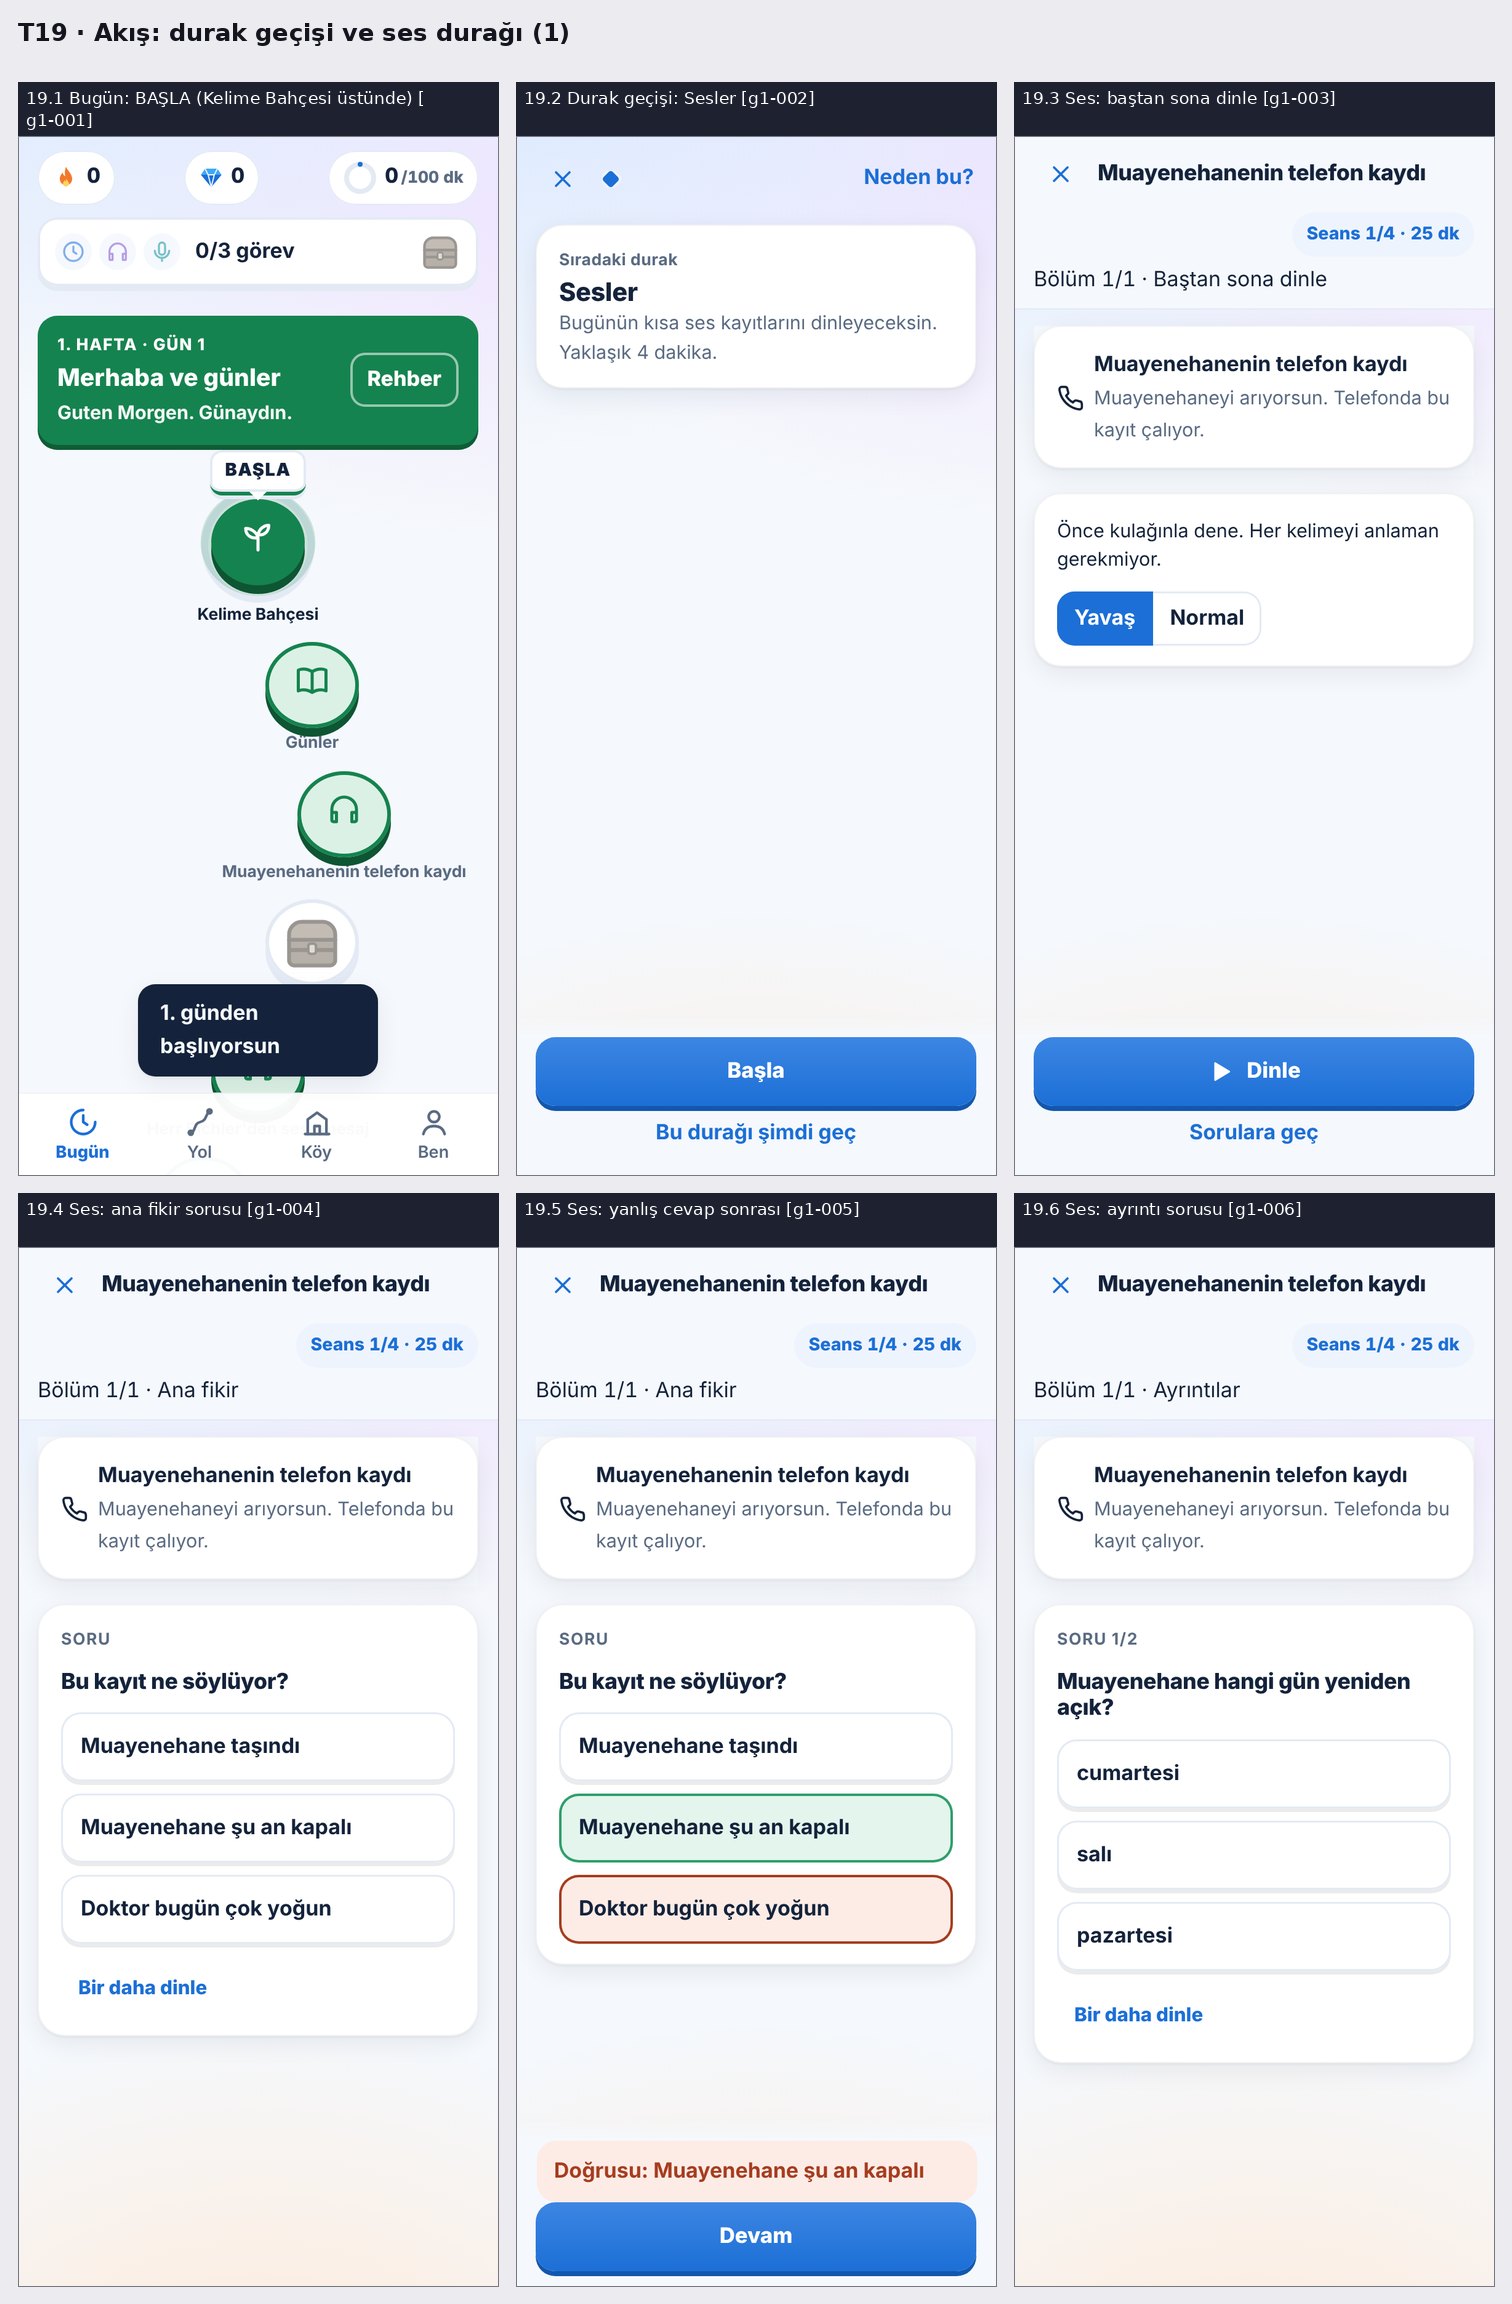 T19 · Akış: durak geçişi ve ses durağı (1)
19.1 Bugün: BAŞLA (Kelime Bahçesi üstünde) [
g1-001]
0
0
0/100 dk
0/3 görev
1. HAFTA · GÜN 1
Merhaba ve günler
Guten Morgen. Günaydın.
Rehber
BAŞLA
Kelime Bahçesi
Günler
Muayenehanenin telefon kaydı
1. günden
başlıyorsun
Bugün
Yol
Köy
Ben
19.2 Durak geçişi: Sesler [g1-002]
Neden bu?
Sıradaki durak
Sesler
Bugünün kısa ses kayıtlarını dinleyeceksin.
Yaklaşık 4 dakika.
Başla
Bu durağı şimdi geç
19.3 Ses: baştan sona dinle [g1-003]
Muayenehanenin telefon kaydı
Seans 1/4 · 25 dk
Bölüm 1/1 · Baştan sona dinle
Muayenehanenin telefon kaydı
Muayenehaneyi arıyorsun. Telefonda bu
kayıt çalıyor.
Önce kulağınla dene. Her kelimeyi anlaman
gerekmiyor.
Yavaş
Normal
Dinle
Sorulara geç
19.4 Ses: ana fikir sorusu [g1-004]
Muayenehanenin telefon kaydı
Seans 1/4 · 25 dk
Bölüm 1/1 · Ana fikir
Muayenehanenin telefon kaydı
Muayenehaneyi arıyorsun. Telefonda bu
kayıt çalıyor.
SORU
Bu kayıt ne söylüyor?
Muayenehane taşındı
Muayenehane şu an kapalı
Doktor bugün çok yoğun
Bir daha dinle
19.5 Ses: yanlış cevap sonrası [g1-005]
Muayenehanenin telefon kaydı
Seans 1/4 · 25 dk
Bölüm 1/1 · Ana fikir
Muayenehanenin telefon kaydı
Muayenehaneyi arıyorsun. Telefonda bu
kayıt çalıyor.
SORU
Bu kayıt ne söylüyor?
Muayenehane taşındı
Muayenehane şu an kapalı
Doktor bugün çok yoğun
Doğrusu: Muayenehane şu an kapalı
Devam
19.6 Ses: ayrıntı sorusu [g1-006]
Muayenehanenin telefon kaydı
Seans 1/4 · 25 dk
Bölüm 1/1 · Ayrıntılar
Muayenehanenin telefon kaydı
Muayenehaneyi arıyorsun. Telefonda bu
kayıt çalıyor.
SORU 1/2
Muayenehane hangi gün yeniden
açık?
cumartesi
salı
pazartesi
Bir daha dinle